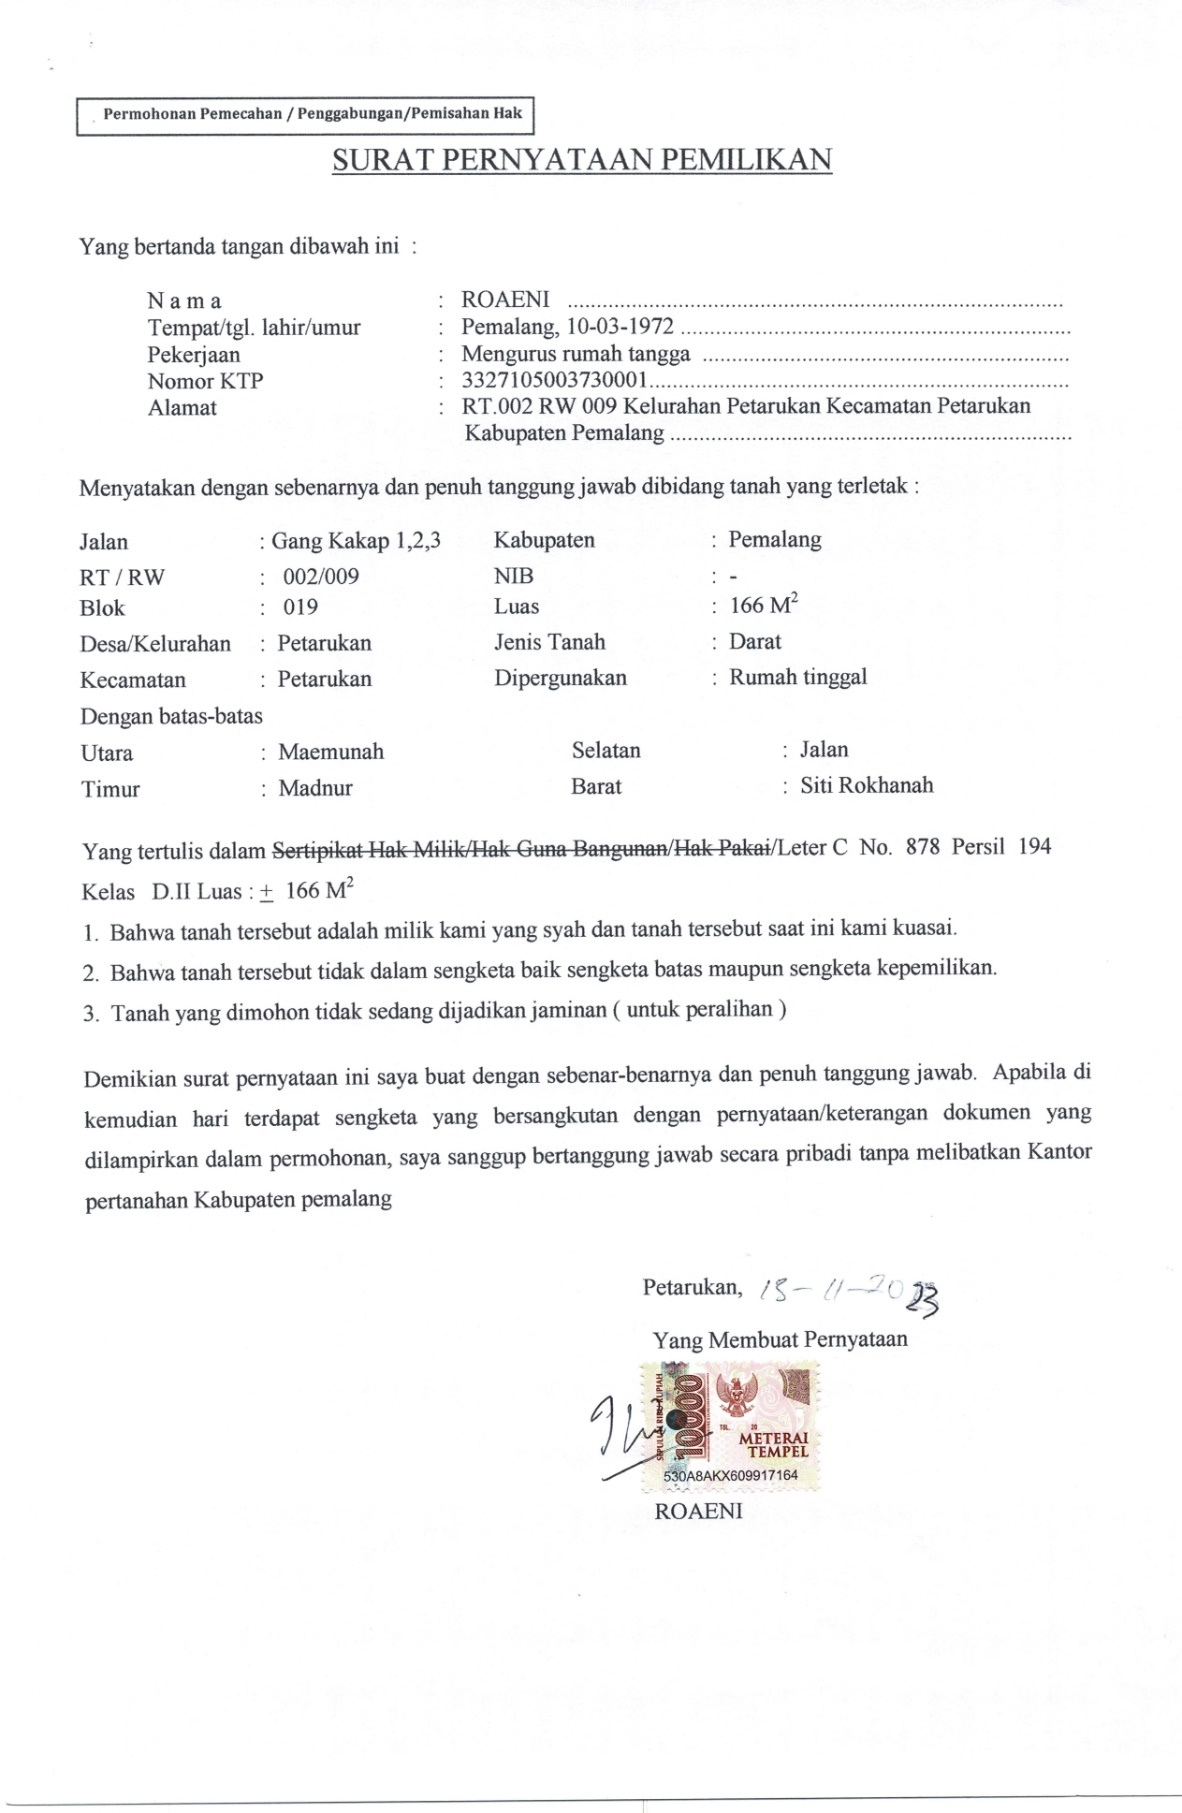 Permohonan Pemecahan / Penggabungan/Pemisahan Hak
SURAT PERNYATAAN PEMILIKAN
Yang bertanda tangan dibawah ini :
N a m a : ROAENI ....................................................................................
Tempat/tgl. lahir/umur : Pemalang, 10-03-1972 ..................................................................
Pekerjaan : Mengurus rumah tangga ..............................................................
Nomor KTP : 3327105003730001.......................................................................
Alamat : RT.002 RW 009 Kelurahan Petarukan Kecamatan Petarukan
Kabupaten Pemalang ....................................................................
Menyatakan dengan sebenarnya dan penuh tanggung jawab dibidang tanah yang terletak :
Jalan : Gang Kakap 1,2,3 Kabupaten : Pemalang
RT / RW : 002/009 NIB : -
Blok : 019 Luas : 166 M²
Desa/Kelurahan : Petarukan Jenis Tanah : Darat
Kecamatan : Petarukan Dipergunakan : Rumah tinggal
Dengan batas-batas
Utara : Maemunah Selatan : Jalan
Timur : Madnur Barat : Siti Rokhanah
Yang tertulis dalam Sertipikat Hak Milik/Hak Guna Bangunan/Hak Pakai/Leter C No. 878 Persil 194
Kelas D.II Luas : ± 166 M²
1. Bahwa tanah tersebut adalah milik kami yang syah dan tanah tersebut saat ini kami kuasai.
2. Bahwa tanah tersebut tidak dalam sengketa baik sengketa batas maupun sengketa kepemilikan.
3. Tanah yang dimohon tidak sedang dijadikan jaminan ( untuk peralihan )
Demikian surat pernyataan ini saya buat dengan sebenar-benarnya dan penuh tanggung jawab. Apabila di
kemudian hari terdapat sengketa yang bersangkutan dengan pernyataan/keterangan dokumen yang
dilampirkan dalam permohonan, saya sanggup bertanggung jawab secara pribadi tanpa melibatkan Kantor
pertanahan Kabupaten pemalang
Petarukan, 13-11-2023
Yang Membuat Pernyataan
SEPULUH RIBU RUPIAH
10000
TGL. 20
METERAI
TEMPEL
530A8AKX609917164
ROAENI